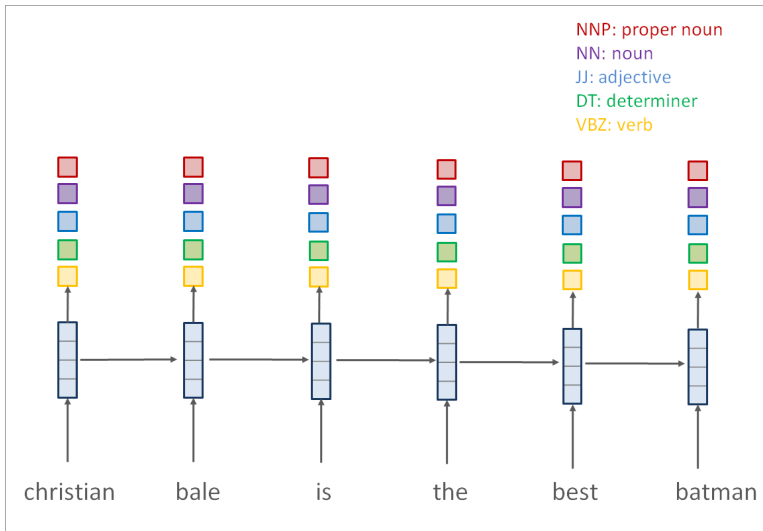 NNP: proper noun
NN: noun
JJ: adjective
DT: determiner
VBZ: verb
christian bale is the best batman